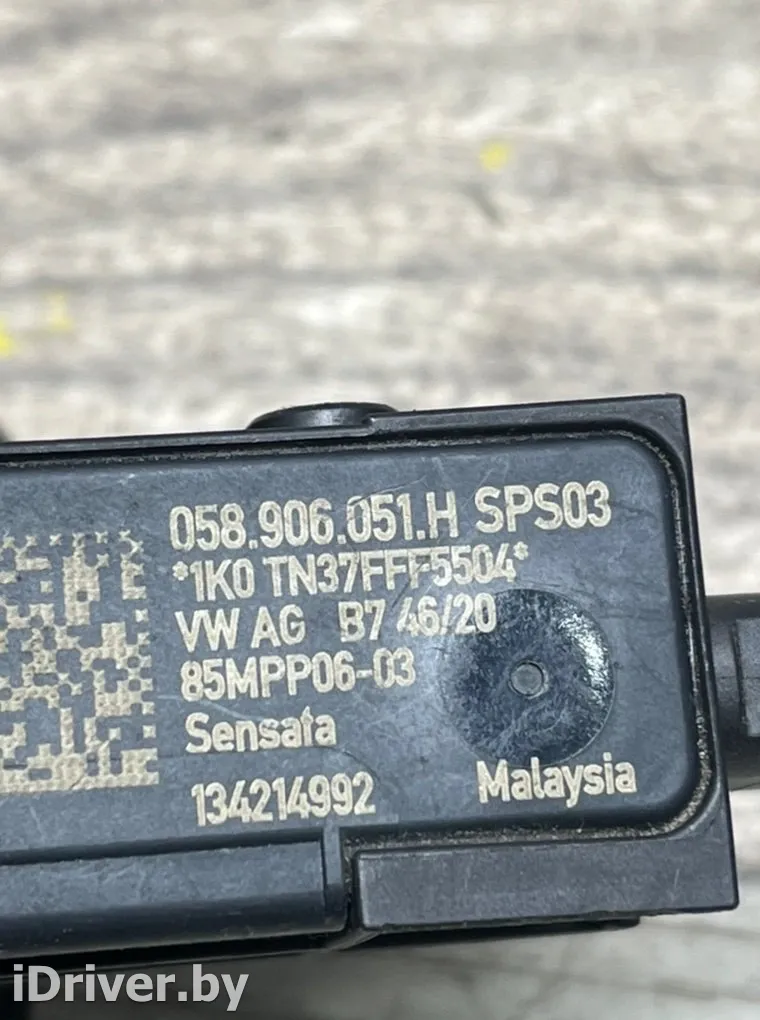 058.906.051.H SPS03
*1K0 TN37FFF5504*
VW AG B7 46/20
85MPP06-03
Sensata
134214992 Malaysia
iDriver.by